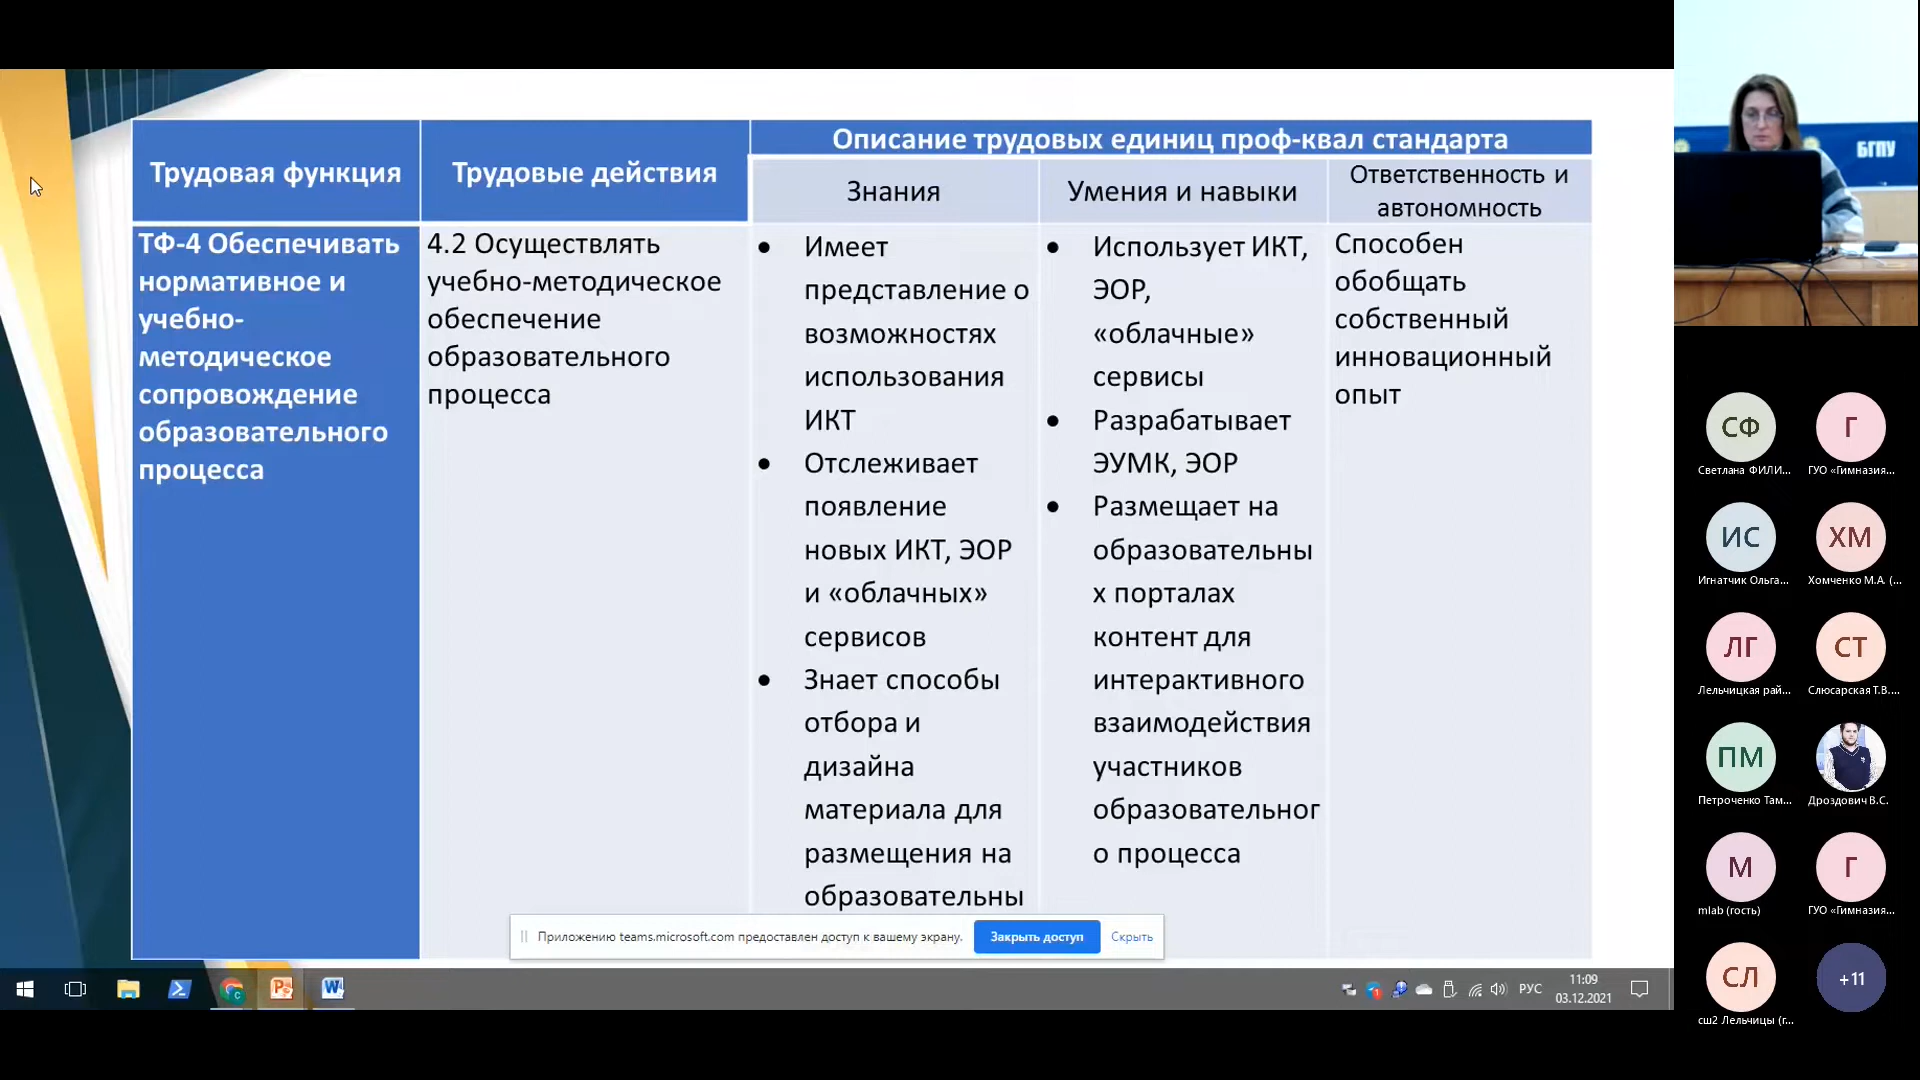 Трудовая функция
Трудовые действия
Описание трудовых единиц проф-квал стандарта
Знания
Умения и навыки
Ответственность и
автономность
ТФ-4 Обеспечивать
нормативное и
учебно-
методическое
сопровождение
образовательного
процесса
4.2 Осуществлять
учебно-методическое
обеспечение
образовательного
процесса
• Имеет
представление о
возможностях
использования
ИКТ
• Отслеживает
появление
новых ИКТ, ЭОР
и «облачных»
сервисов
• Знает способы
отбора и
дизайна
материала для
размещения на
образовательны
• Использует ИКТ,
ЭОР,
«облачные»
сервисы
• Разрабатывает
ЭУМК, ЭОР
• Размещает на
образовательны
х порталах
контент для
интерактивного
взаимодействия
участников
образовательног
о процесса
Способен
обобщать
собственный
инновационный
опыт
Приложению teams.microsoft.com предоставлен доступ к вашему экрану.
Закрыть доступ
Скрыть
РУС
11:09
03.12.2021
БГПУ
СФ
Светлана ФИЛИ...
Г
ГУО «Гимназия...
ИС
Игнатчик Ольга...
ХМ
Хомченко М.А. (...
ЛГ
Лельчицкая рай...
СТ
Слюсарская Т.В....
ПМ
Петроченко Там...
Дроздович В.С.
М
mlab (гость)
Г
ГУО «Гимназия...
СЛ
сш2 Лельчицы (г...
+11